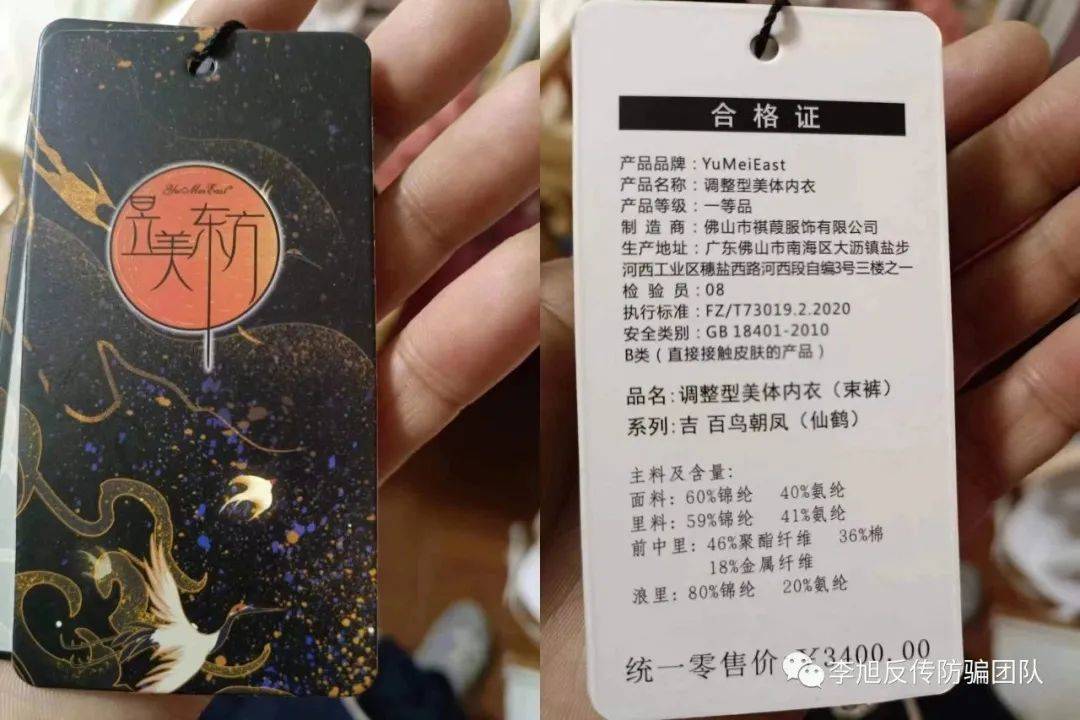 YuMeiEast
昱美东方
合格证
产品品牌：YuMeiEast
产品名称：调整型美体内衣
产品等级：一等品
制造商：佛山市祺葭服饰有限公司
生产地址：广东佛山市南海区大沥镇盐步
河西工业区穗盐西路河西段自编3号三楼之一
检验员：08
执行标准：FZ/T73019.2.2020
安全类别：GB 18401-2010
B类（直接接触皮肤的产品）
品名:调整型美体内衣（束裤）
系列:吉 百鸟朝凤（仙鹤）
主料及含量:
面料: 60%锦纶 40%氨纶
里料: 59%锦纶 41%氨纶
前中里: 46%聚酯纤维 36%棉
18%金属纤维
浪里: 80%锦纶 20%氨纶
统一零售价 ¥3400.00
李旭反传防骗团队